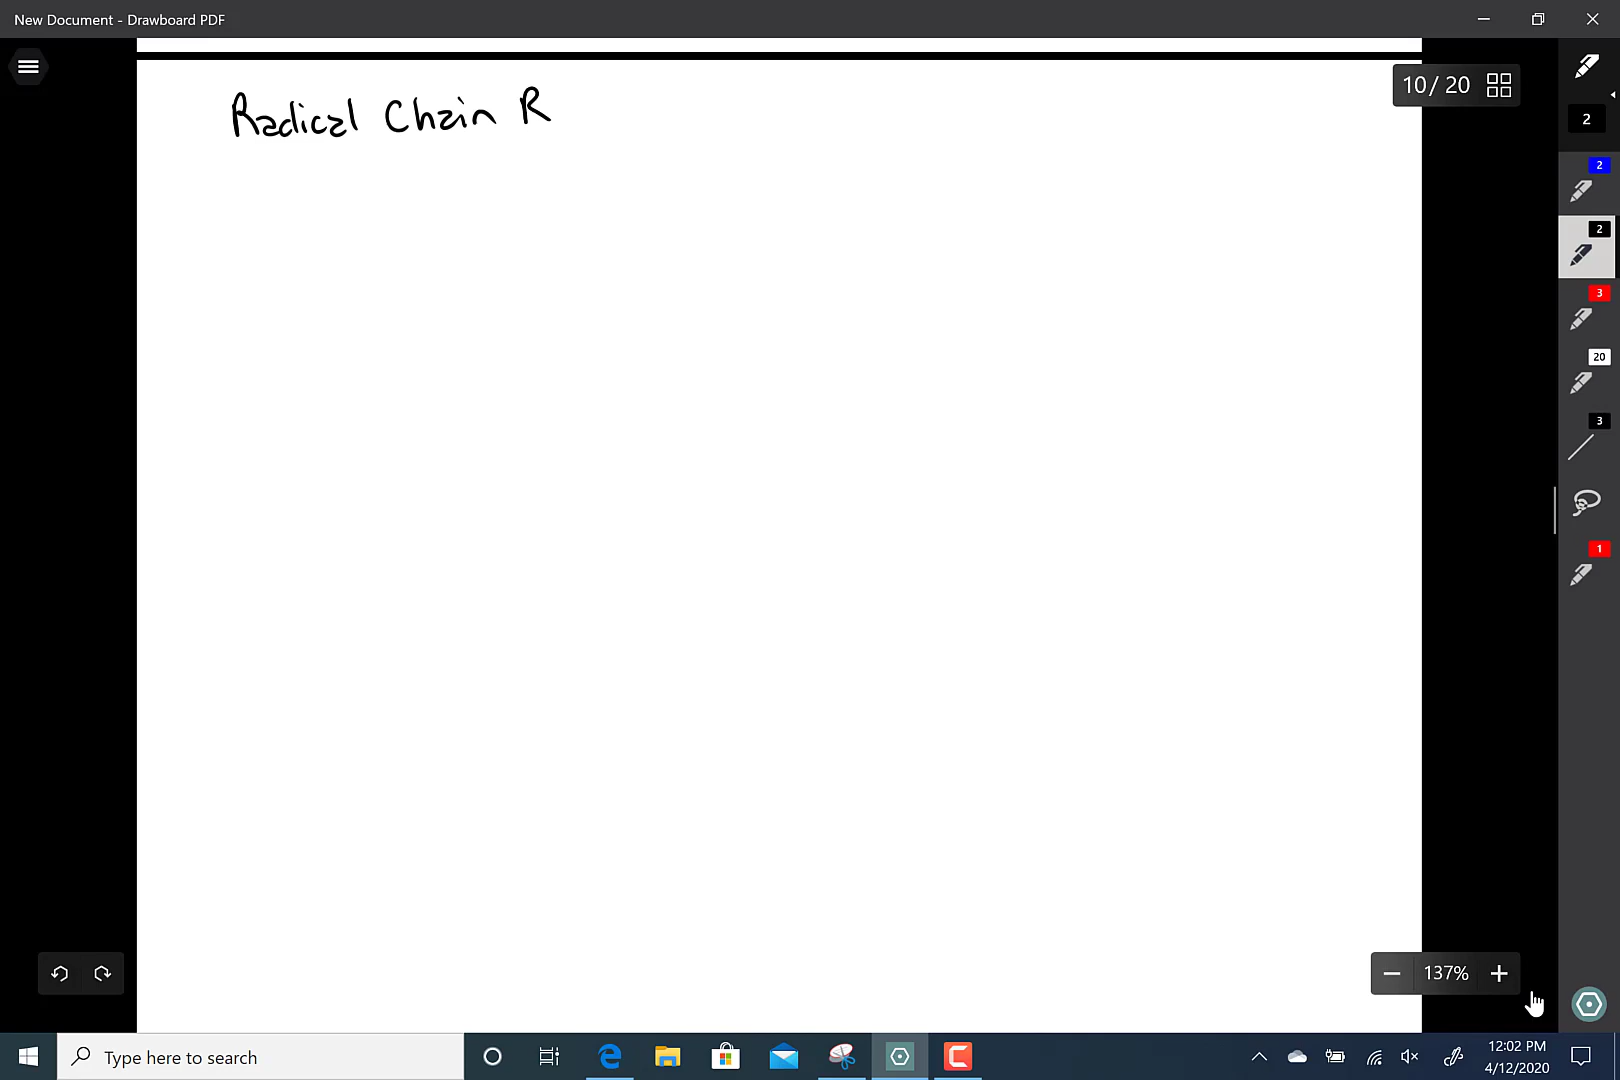 New Document - Drawboard PDF
10/ 20
Radical Chain R
2
2
2
3
20
3
1
137%
Type here to search
12:02 PM
4/12/2020